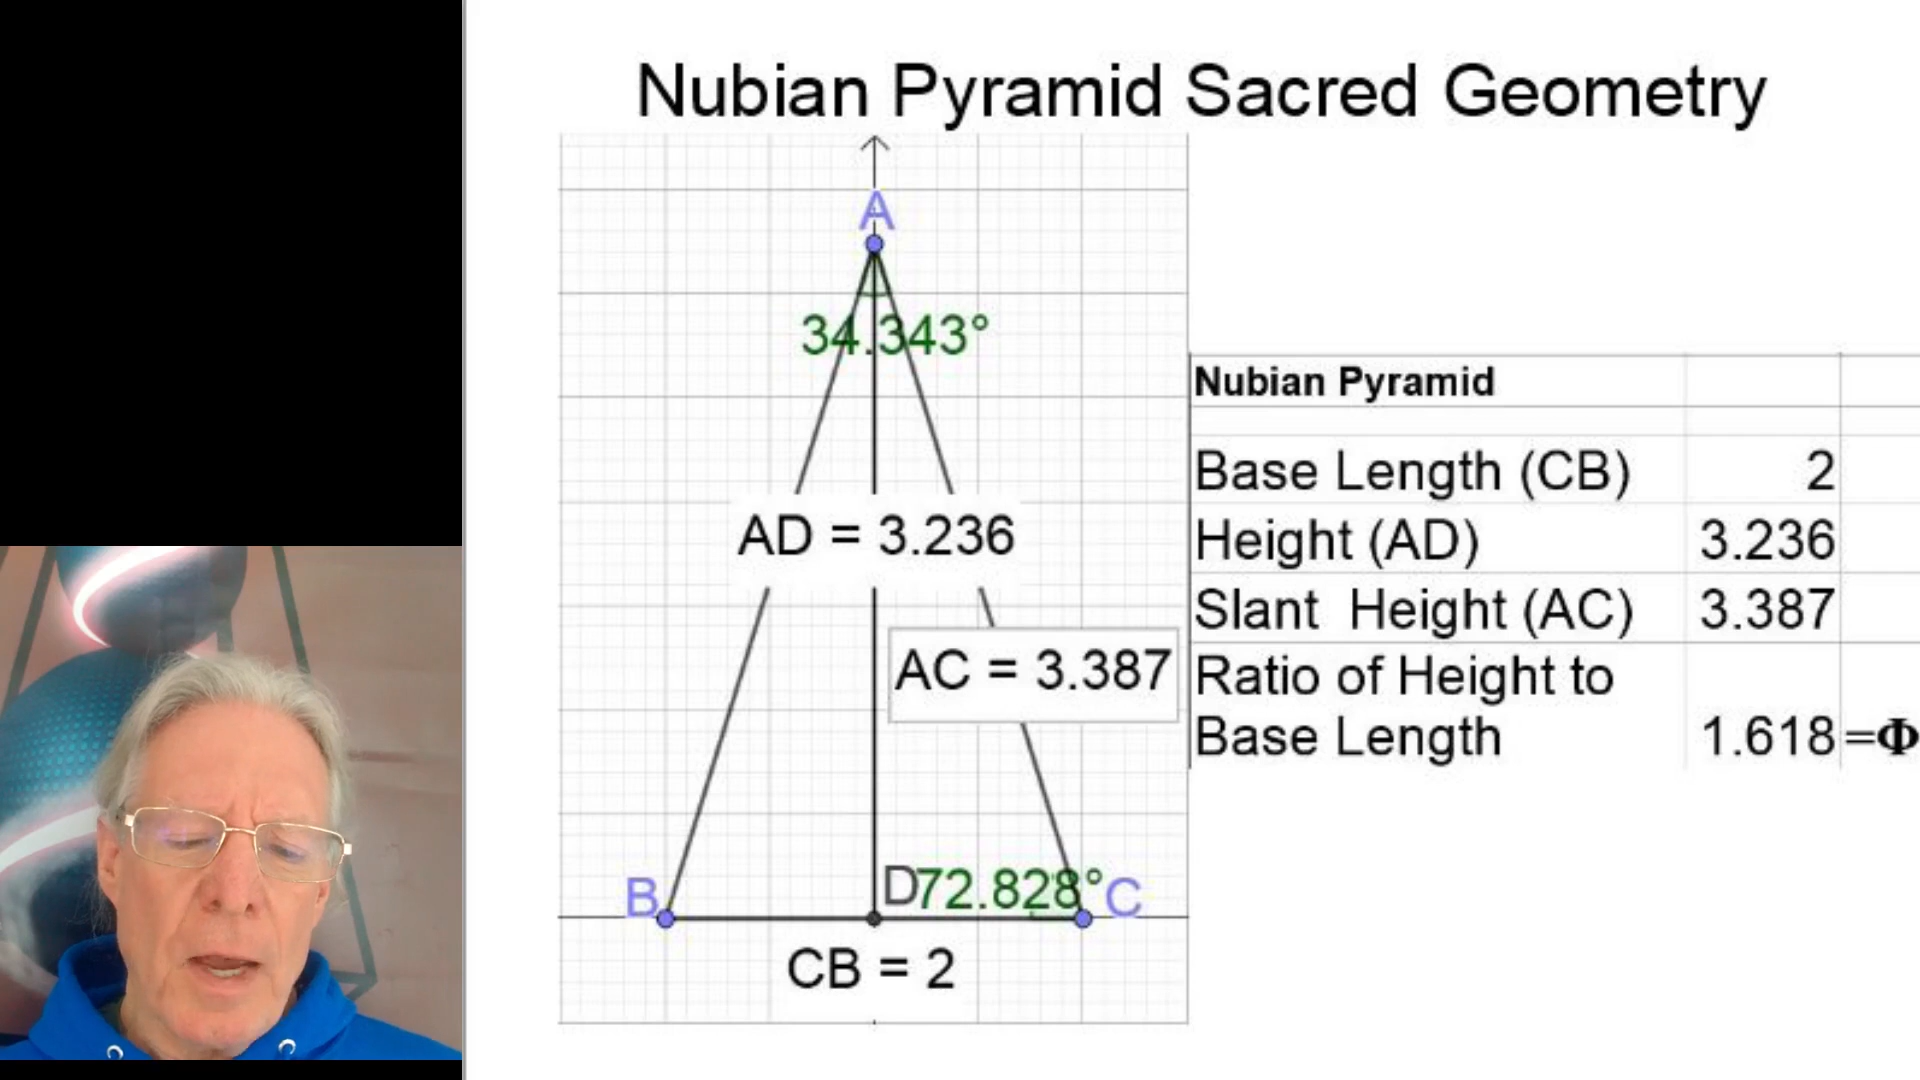 Nubian Pyramid Sacred Geometry
A
34.343°
AD = 3.236
AC = 3.387
B
D
72.828°
C
CB = 2
Nubian Pyramid
Base Length (CB) 2
Height (AD) 3.236
Slant Height (AC) 3.387
Ratio of Height to
Base Length 1.618 =Φ